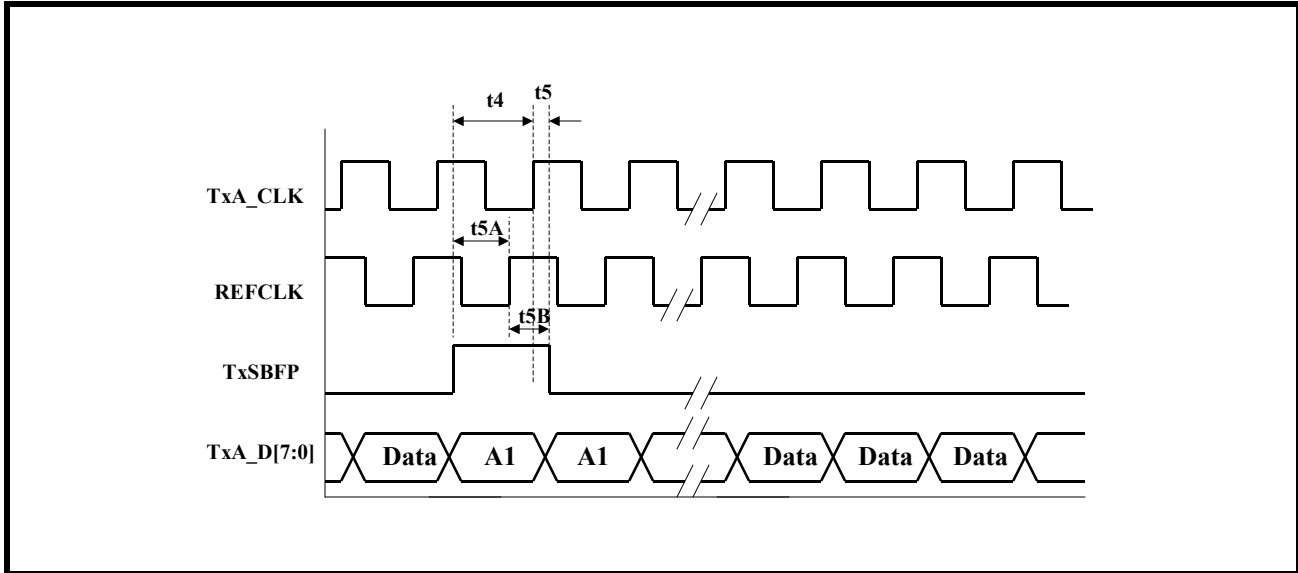 t4 t5
TxA_CLK
t5A
REFCLK
t5B
TxSBFP
TxA_D[7:0] Data A1 A1 Data Data Data